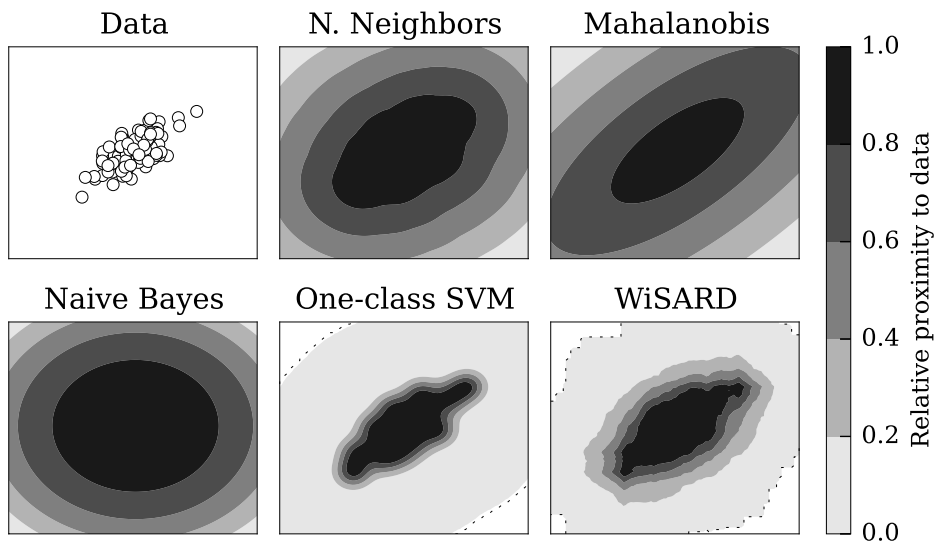 Data
N. Neighbors
Mahalanobis
Naive Bayes
One-class SVM
WiSARD
1.0
0.8
0.6
0.4
0.2
0.0
Relative proximity to data